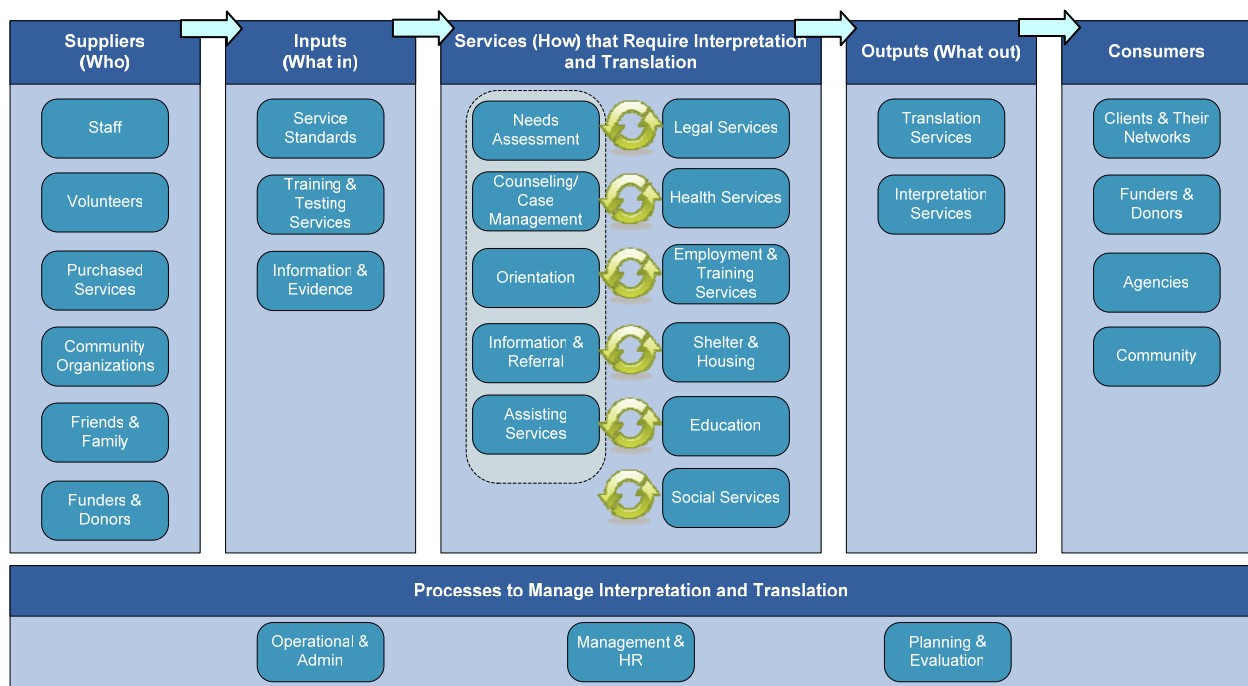 Suppliers
(Who)
Inputs
(What in)
Services (How) that Require Interpretation
and Translation
Outputs (What out)
Consumers
Staff
Volunteers
Purchased
Services
Community
Organizations
Friends &
Family
Funders &
Donors
Service
Standards
Training &
Testing
Services
Information &
Evidence
Needs
Assessment
Counseling/
Case
Management
Orientation
Information &
Referral
Assisting
Services
Legal Services
Health Services
Employment &
Training
Services
Shelter &
Housing
Education
Social Services
Translation
Services
Interpretation
Services
Clients & Their
Networks
Funders &
Donors
Agencies
Community
Processes to Manage Interpretation and Translation
Operational &
Admin
Management &
HR
Planning &
Evaluation